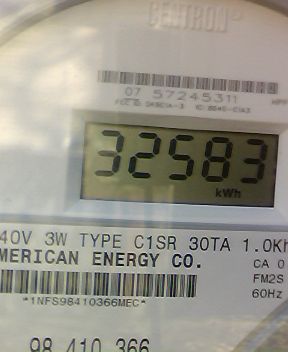 CENTRON®
07 57245311
32583
kWh
40V 3W TYPE C1SR 30TA 1.0Kh
MERICAN ENERGY CO.
CA 0
FM2S
*1NFS98410366MEC*
60Hz
98 410 366